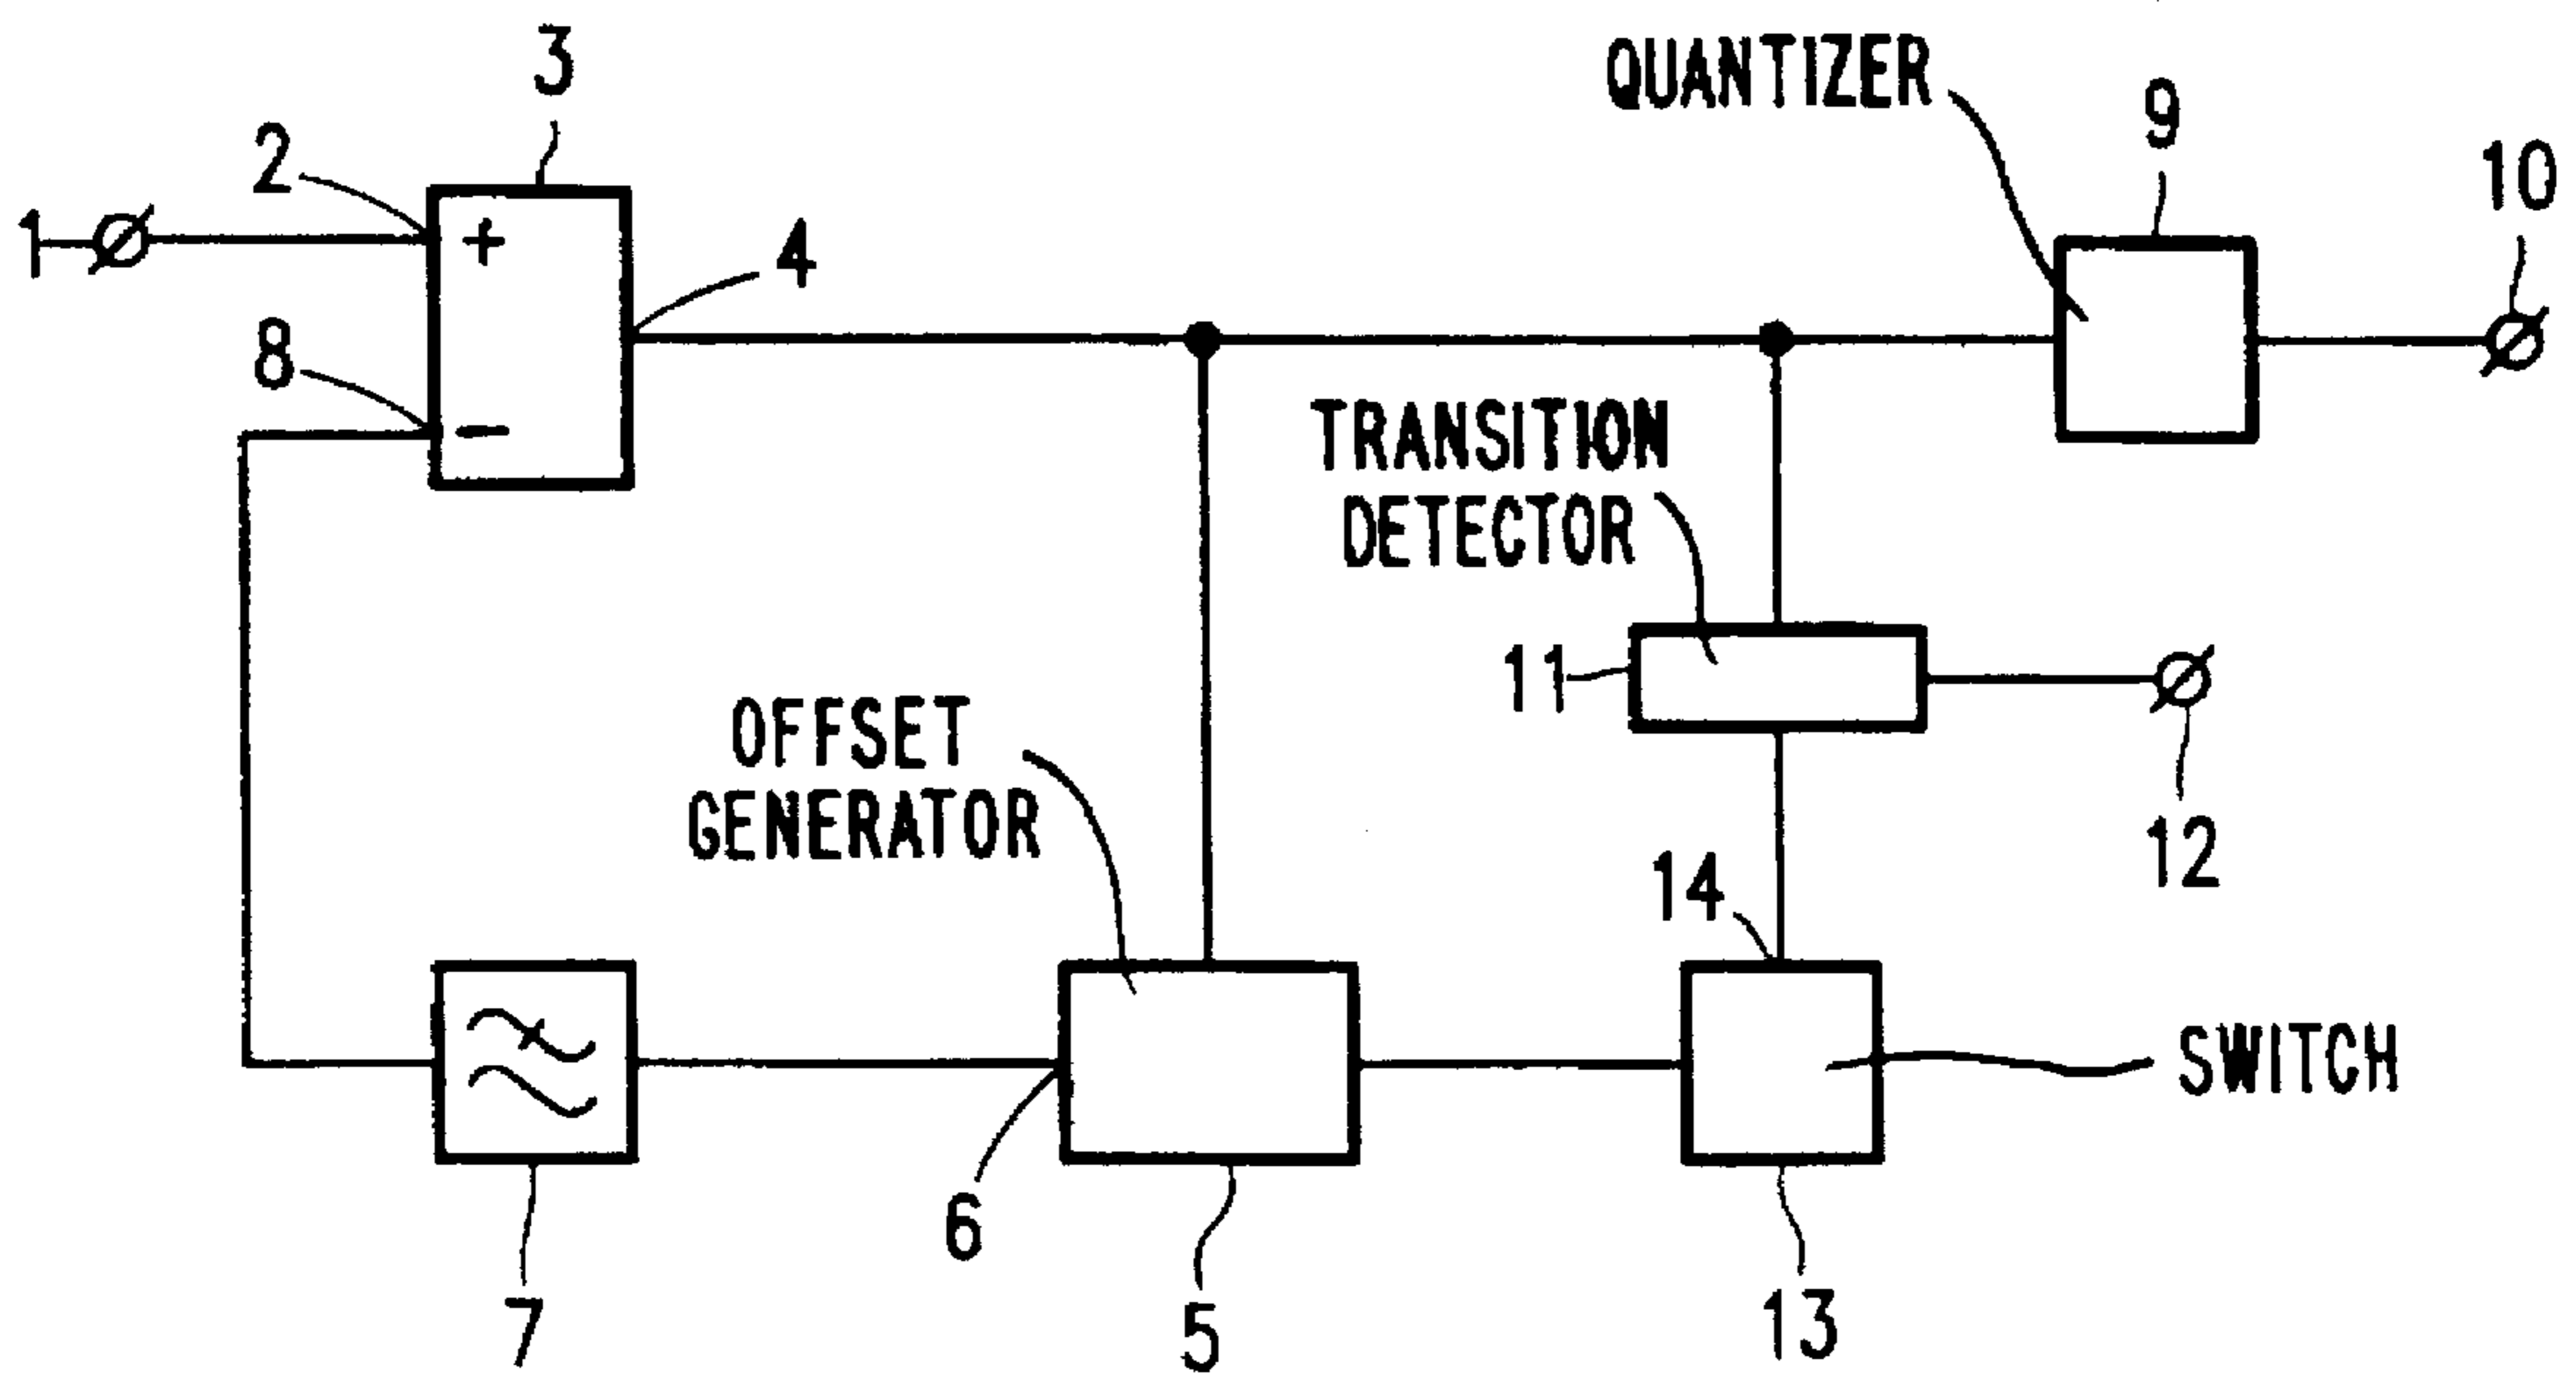 3
QUANTIZER
9
2
10
1
+
4
8
-
TRANSITION
DETECTOR
11
OFFSET
GENERATOR
12
14
SWITCH
6
7
5
13